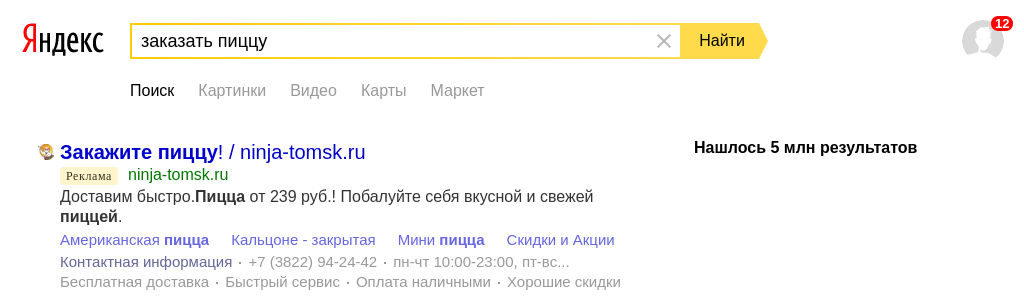 Яндекс
заказать пиццу
Найти
12
Поиск Картинки Видео Карты Маркет
Закажите пиццу! / ninja-tomsk.ru
Реклама ninja-tomsk.ru
Доставим быстро.Пицца от 239 руб.! Побалуйте себя вкусной и свежей
пиццей.
Американская пицца Кальцоне - закрытая Мини пицца Скидки и Акции
Контактная информация · +7 (3822) 94-24-42 · пн-чт 10:00-23:00, пт-вс...
Бесплатная доставка · Быстрый сервис · Оплата наличными · Хорошие скидки
Нашлось 5 млн результатов